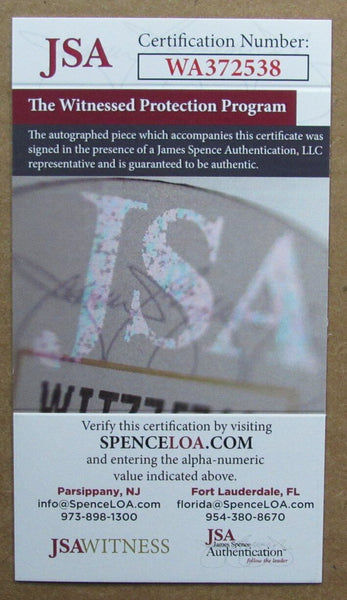 JSA
Certification Number:
WA372538
The Witnessed Protection Program
The autographed piece which accompanies this certificate was
signed in the presence of a James Spence Authentication, LLC
representative and is guaranteed to be authentic.
JSA
Verify this certification by visiting
SPENCELOA.COM
and entering the alpha-numeric
value indicated above.
Parsippany, NJ
info@SpenceLOA.com
973-898-1300
Fort Lauderdale, FL
florida@SpenceLOA.com
954-380-8670
JSAWITNESS
JSA
James Spence
Authentication
follow the leader